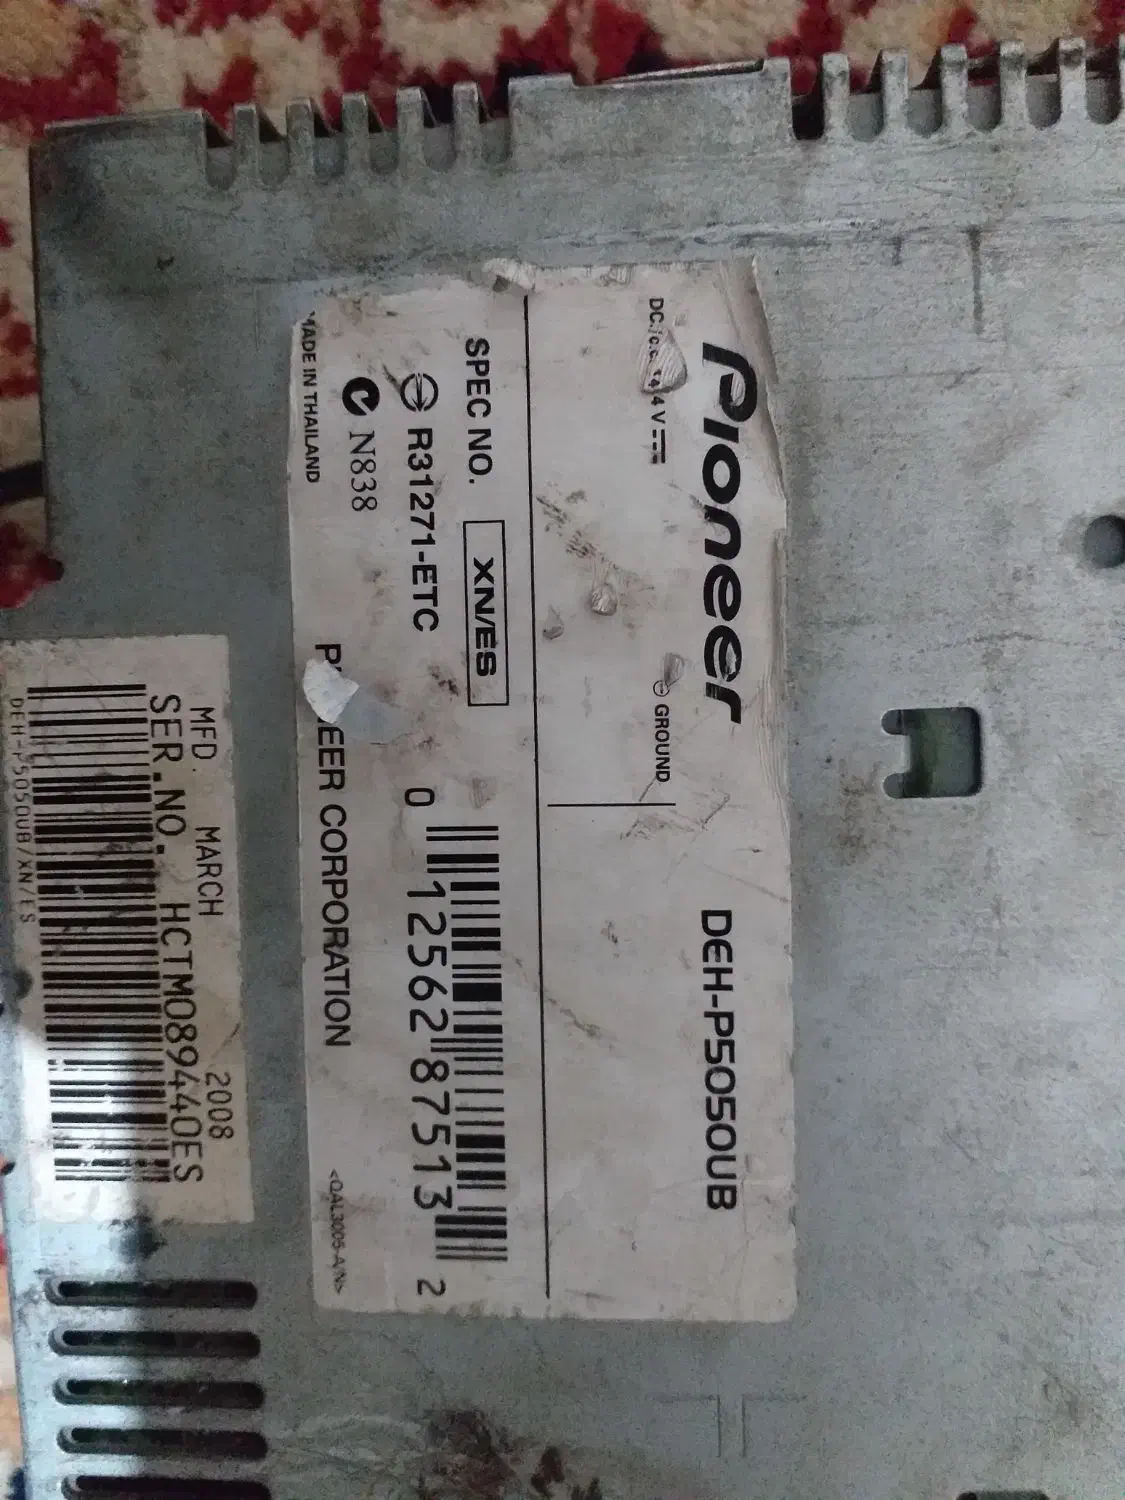 Pioneer DEH-P5050UB
14.4 V
GROUND
SPEC NO. XN/ES
R31271-ETC
N838
MADE IN THAILAND
EER CORPORATION
0 12562 87513 2
MFD. MARCH 2008
SER.NO. HCTM089440ES
DEH-P5050UB/XN/ES